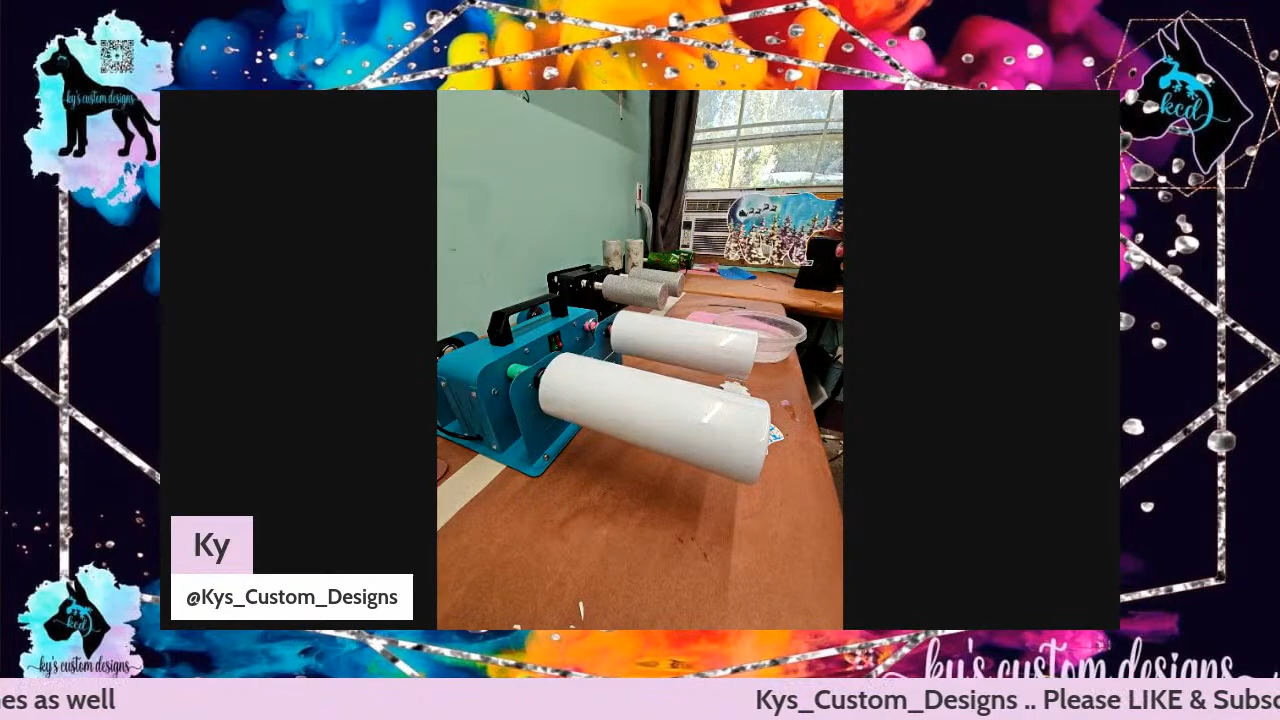 ky's custom designs
kcd
Ky
@Kys_Custom_Designs
kcd
ky's custom designs
ky's custom designs
es as well
Kys_Custom_Designs .. Please LIKE & Subsc